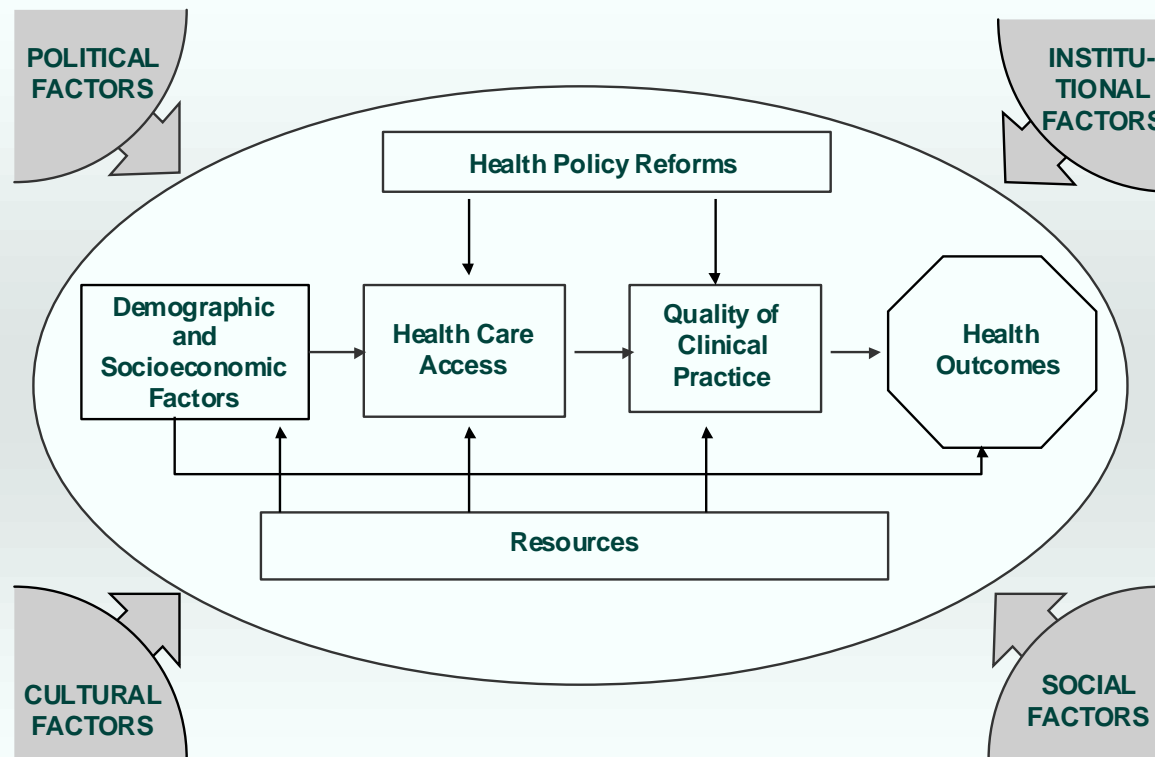 POLITICAL
FACTORS
INSTITU-
TIONAL
FACTORS
Health Policy Reforms
Demographic
and
Socioeconomic
Factors
Health Care
Access
Quality of
Clinical
Practice
Health
Outcomes
Resources
CULTURAL
FACTORS
SOCIAL
FACTORS